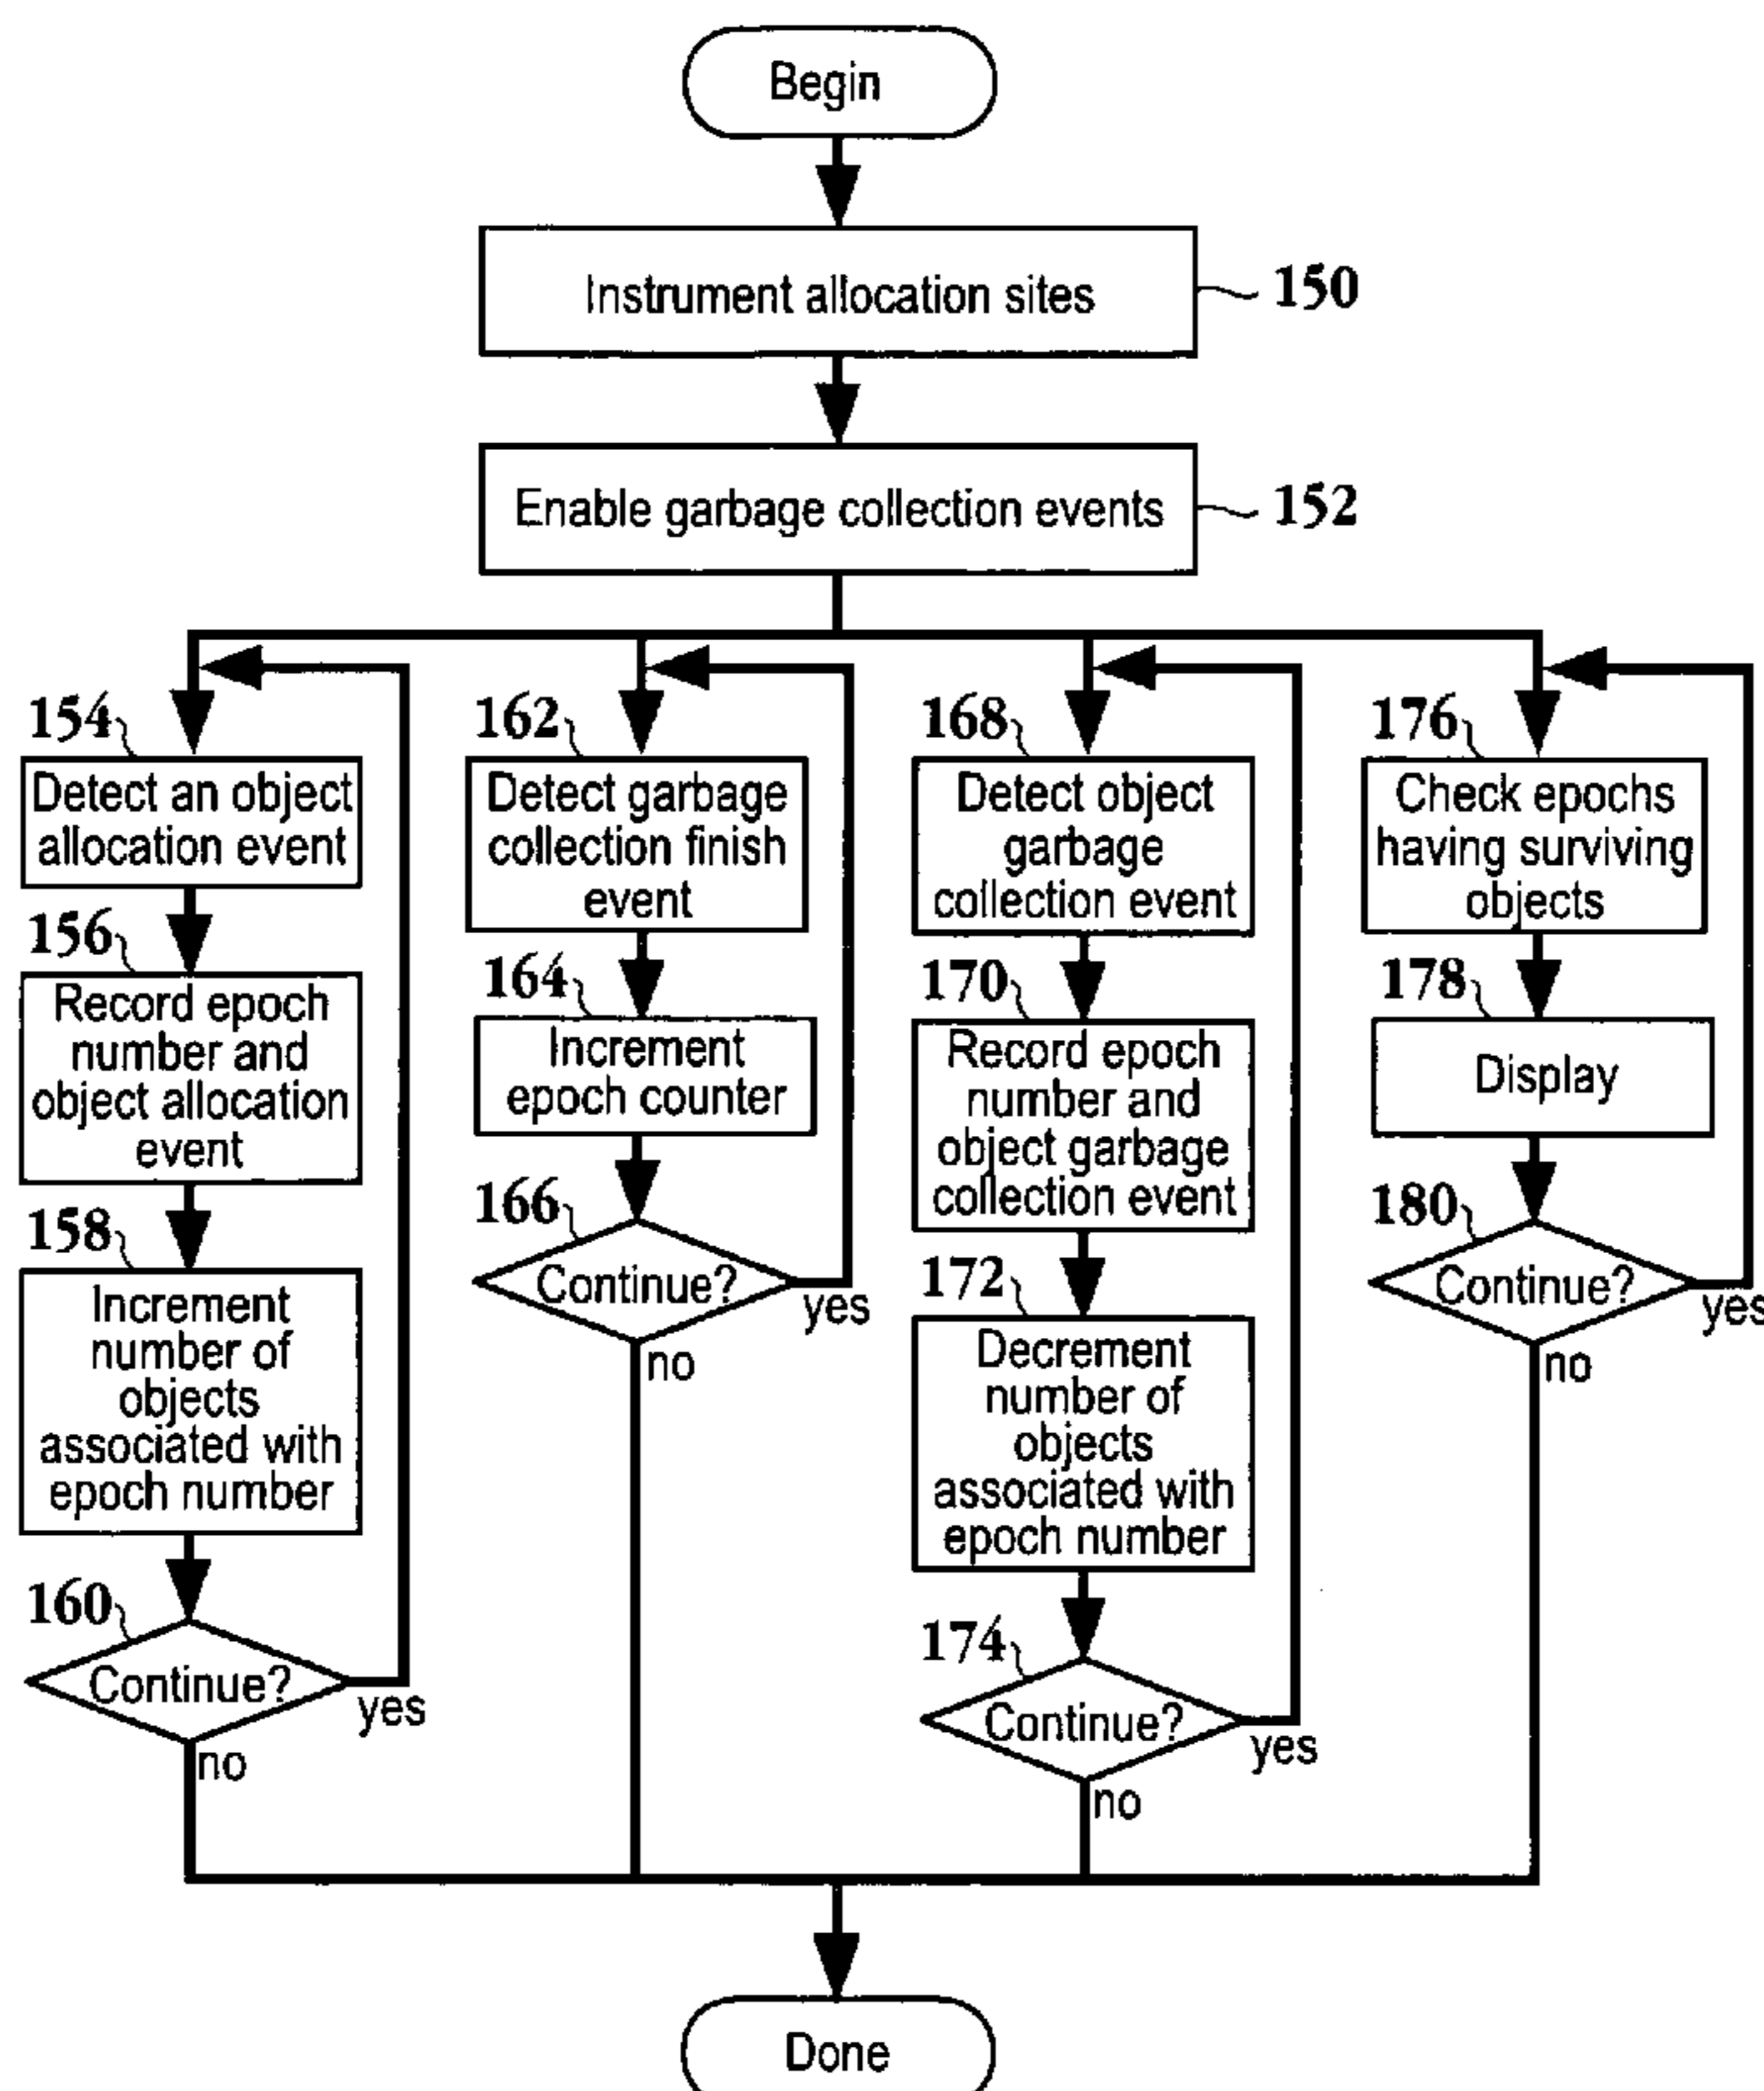 Begin
Instrument allocation sites
150
Enable garbage collection events
152
154
Detect an object
allocation event
156
Record epoch
number and
object allocation
event
158
Increment
number of
objects
associated with
epoch number
160
Continue?
yes
no
162
Detect garbage
collection finish
event
164
Increment
epoch counter
166
Continue?
yes
no
168
Detect object
garbage
collection event
170
Record epoch
number and
object garbage
collection event
172
Decrement
number of
objects
associated with
epoch number
174
Continue?
yes
no
176
Check epochs
having surviving
objects
178
Display
180
Continue?
yes
no
Done